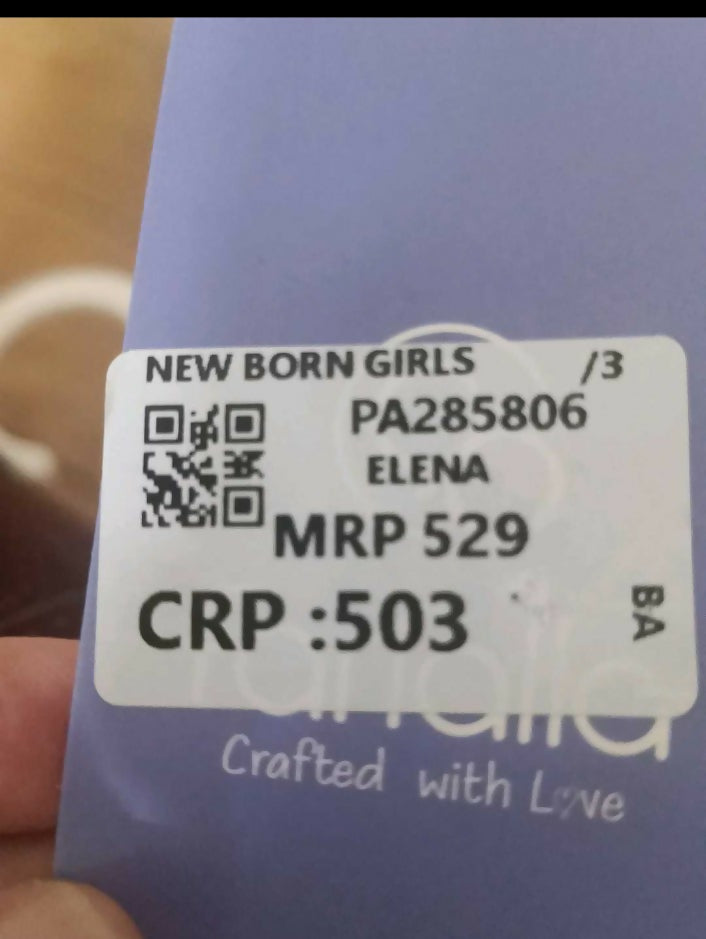 NEW BORN GIRLS /3
PA285806
ELENA
MRP 529
CRP :503
BA
Crafted with Love